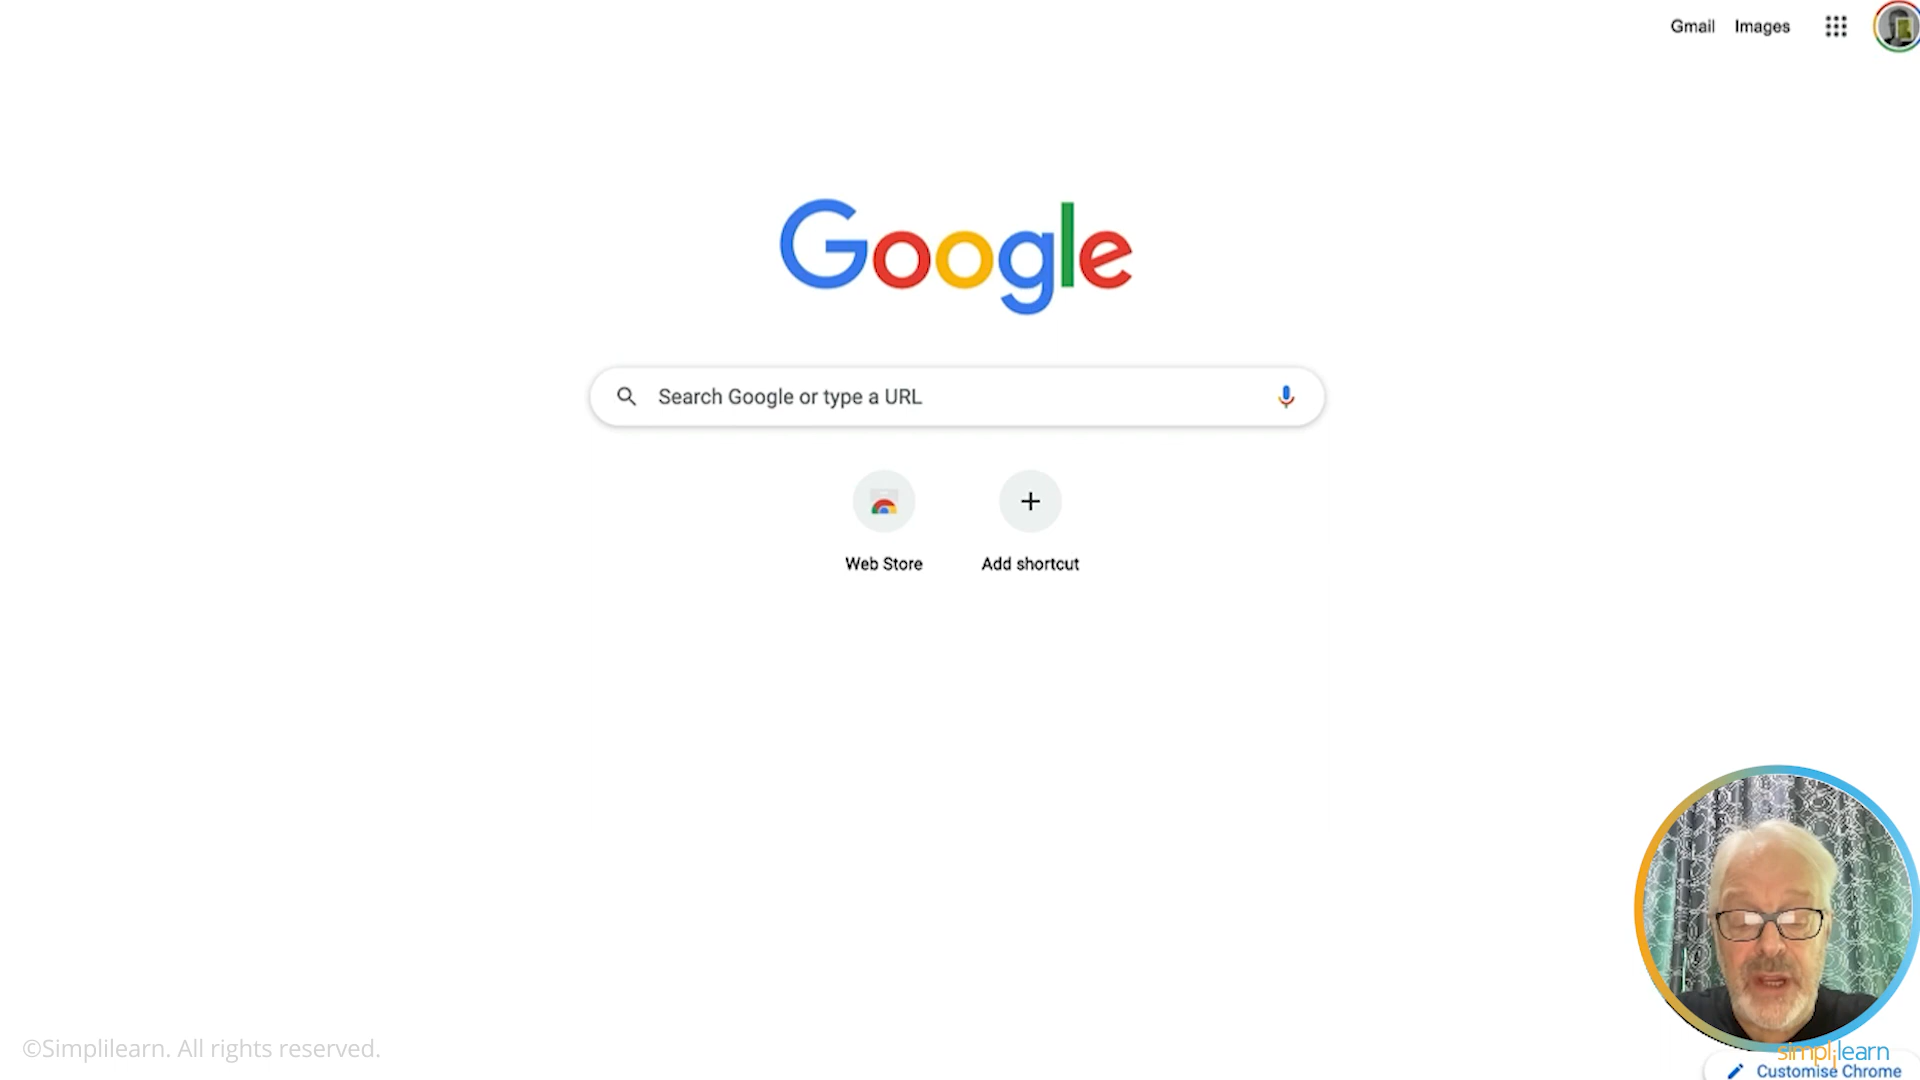 Gmail Images
Google
Search Google or type a URL
Web Store Add shortcut
©Simplilearn. All rights reserved.
simplilearn
Customise Chrome